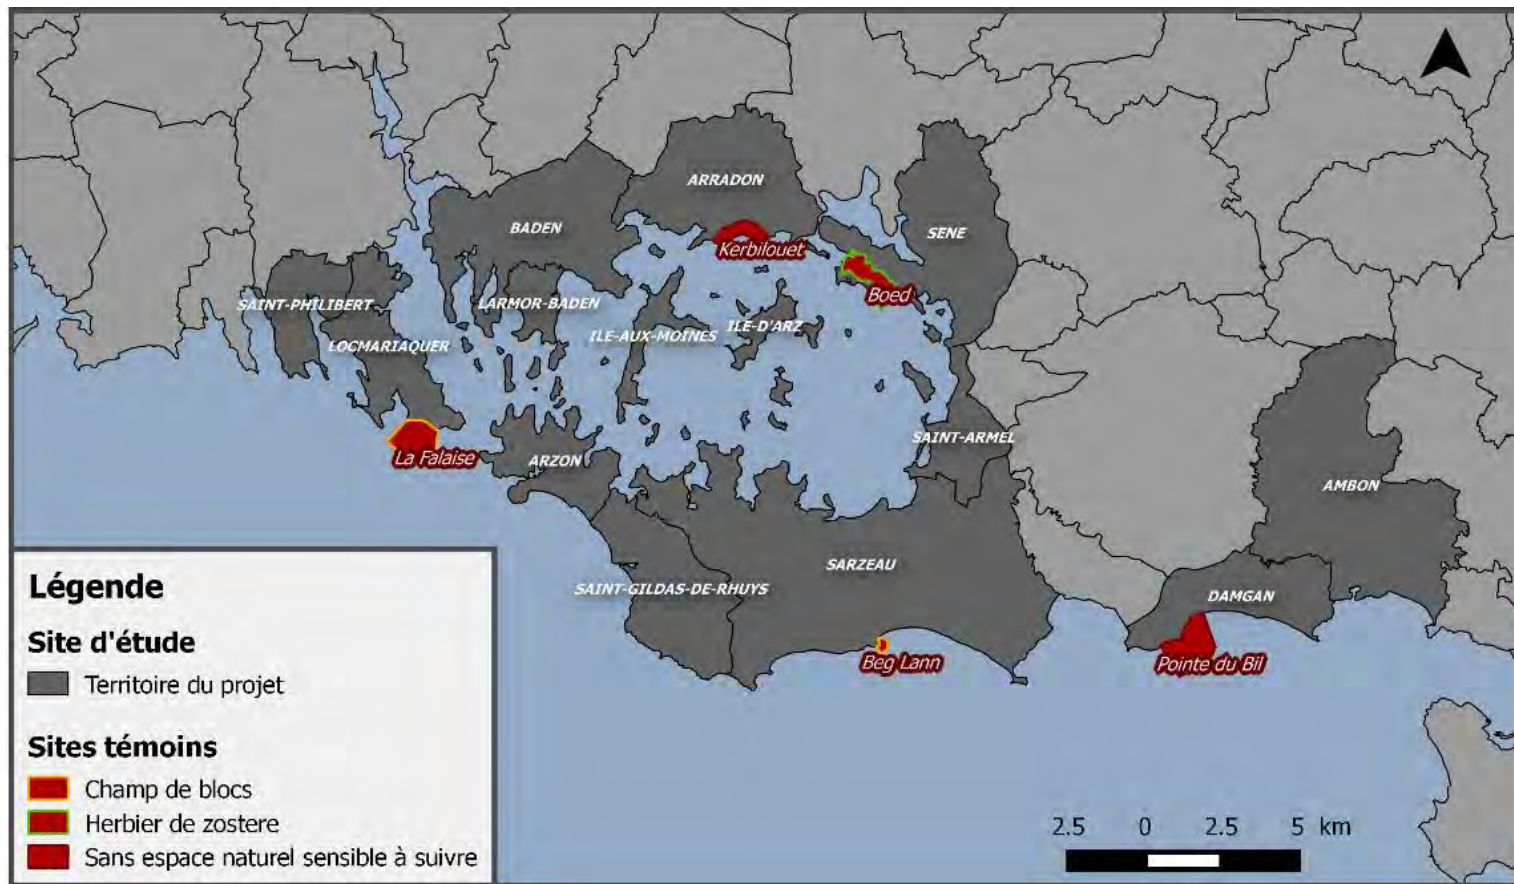 ARRADON
BADEN
SENE
Kerbilouet
Boed
SAINT-PHILIBERT
LARMOR-BADEN
ILE-AUX-MOINES
ILE-D'ARZ
LOCMARIAQUER
La Falaise
ARZON
SAINT-ARMEL
AMBON
SARZEAU
SAINT-GILDAS-DE-RHUYS
DAMGAN
Beg Lann
Pointe du Bil
Légende
Site d'étude
Territoire du projet
Sites témoins
Champ de blocs
Herbier de zostere
Sans espace naturel sensible à suivre
2.5 0 2.5 5 km